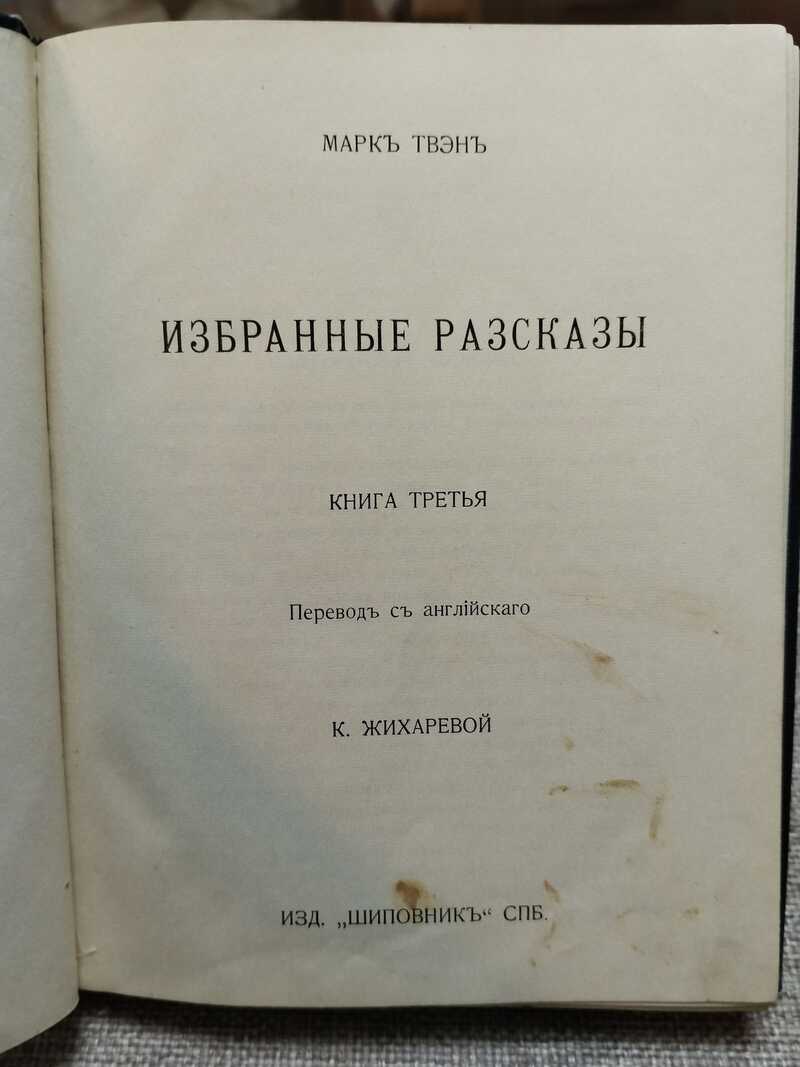 МАРКЪ ТВЭНЪ
ИЗБРАННЫЕ РАЗСКАЗЫ
КНИГА ТРЕТЬЯ
Переводъ съ англійскаго
К. ЖИХАРЕВОЙ
ИЗД. „ШИПОВНИКЪ“ СПБ.